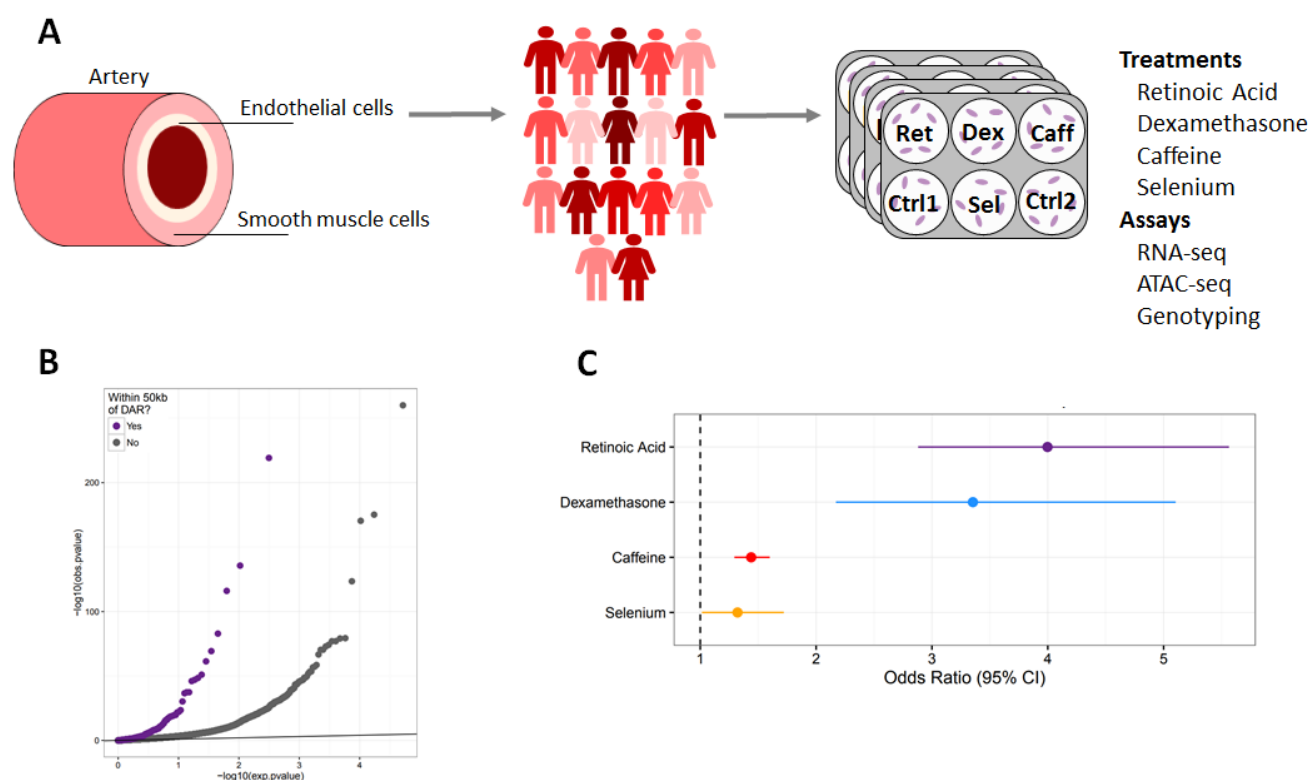 A
Artery
Endothelial cells
Smooth muscle cells
Ret Dex Caff
Ctrl1 Sel Ctrl2
Treatments
Retinoic Acid
Dexamethasone
Caffeine
Selenium
Assays
RNA-seq
ATAC-seq
Genotyping
B
Within 50kb
of DAR?
Yes
No
−log10(obs.pvalue)
200
100
0
0 1 2 3 4
−log10(exp.pvalue)
C
Retinoic Acid
Dexamethasone
Caffeine
Selenium
1 2 3 4 5
Odds Ratio (95% CI)